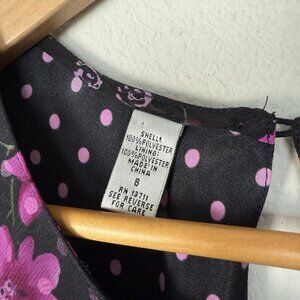 SHELL:
100%POLYESTER
LINING:
100%POLYESTER
MADE IN
CHINA
8
RN 13711
SEE REVERSE
FOR CARE